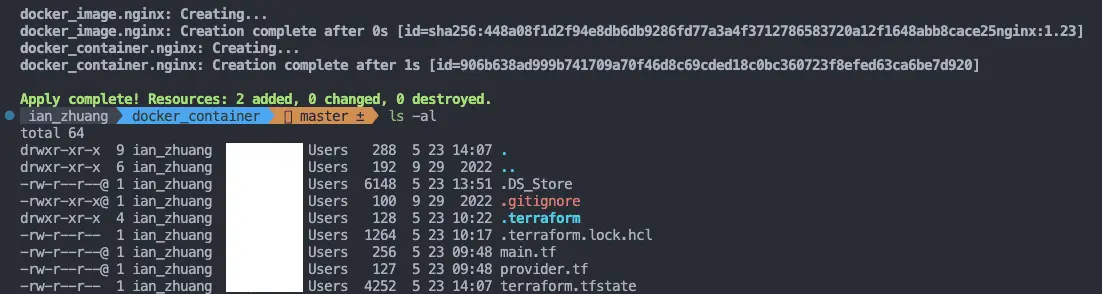 docker_image.nginx: Creating...
docker_image.nginx: Creation complete after 0s [id=sha256:448a08f1d2f94e8db6db9286fd77a3a4f3712786583720a12f1648abb8cace25nginx:1.23]
docker_container.nginx: Creating...
docker_container.nginx: Creation complete after 1s [id=906b638ad999b741709a70f46d8c69cded18c0bc360723f8efed63ca6be7d920]
Apply complete! Resources: 2 added, 0 changed, 0 destroyed.
ian_zhuang docker_container master ± ls -al
total 64
drwxr-xr-x 9 ian_zhuang Users 288 5 23 14:07 .
drwxr-xr-x 6 ian_zhuang Users 192 9 29 2022 ..
-rw-r--r--@ 1 ian_zhuang Users 6148 5 23 13:51 .DS_Store
-rwxr-xr-x@ 1 ian_zhuang Users 100 9 29 2022 .gitignore
drwxr-xr-x 4 ian_zhuang Users 128 5 23 10:22 .terraform
-rw-r--r-- 1 ian_zhuang Users 1264 5 23 10:17 .terraform.lock.hcl
-rw-r--r--@ 1 ian_zhuang Users 256 5 23 09:48 main.tf
-rw-r--r--@ 1 ian_zhuang Users 127 5 23 09:48 provider.tf
-rw-r--r-- 1 ian_zhuang Users 4252 5 23 14:07 terraform.tfstate